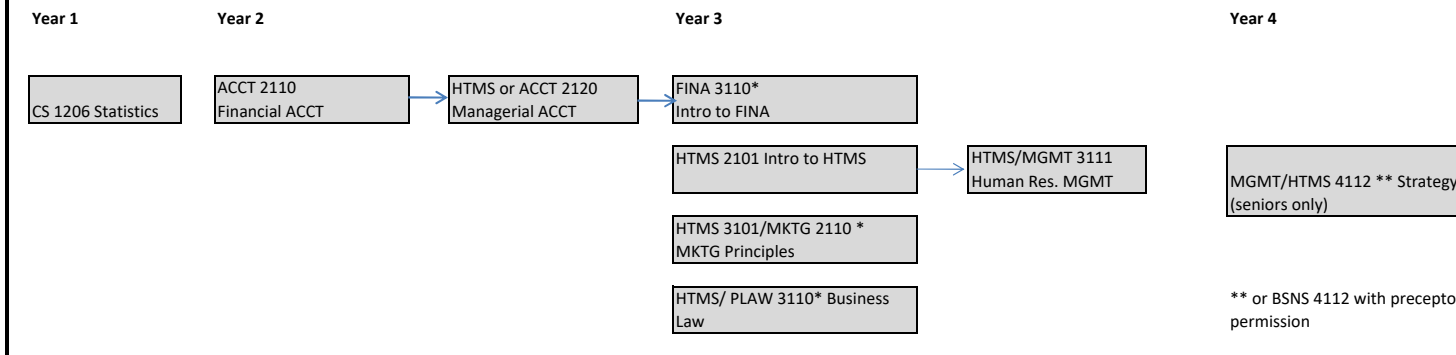 Year 1
Year 2
Year 3
Year 4
CS 1206 Statistics
ACCT 2110
Financial ACCT
HTMS or ACCT 2120
Managerial ACCT
FINA 3110*
Intro to FINA
HTMS 2101 Intro to HTMS
HTMS/MGMT 3111
Human Res. MGMT
MGMT/HTMS 4112 ** Strategy
(seniors only)
HTMS 3101/MKTG 2110 *
MKTG Principles
HTMS/ PLAW 3110* Business
Law
** or BSNS 4112 with
permission